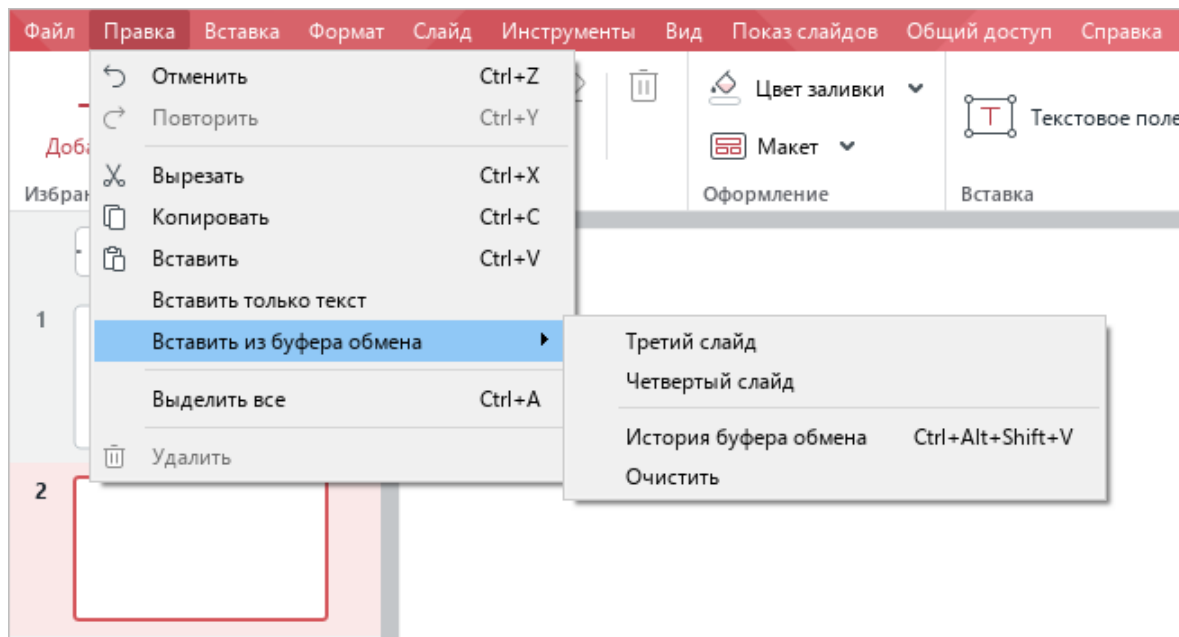 Файл Правка Вставка Формат Слайд Инструменты Вид Показ слайдов Общий доступ Справка
Отменить Ctrl+Z
Повторить Ctrl+Y
Вырезать Ctrl+X
Копировать Ctrl+C
Вставить Ctrl+V
Вставить только текст
Вставить из буфера обмена
Выделить все Ctrl+A
Удалить
Третий слайд
Четвертый слайд
История буфера обмена Ctrl+Alt+Shift+V
Очистить
Цвет заливки
Макет
Оформление
Текстовое поле
Вставка
1
2